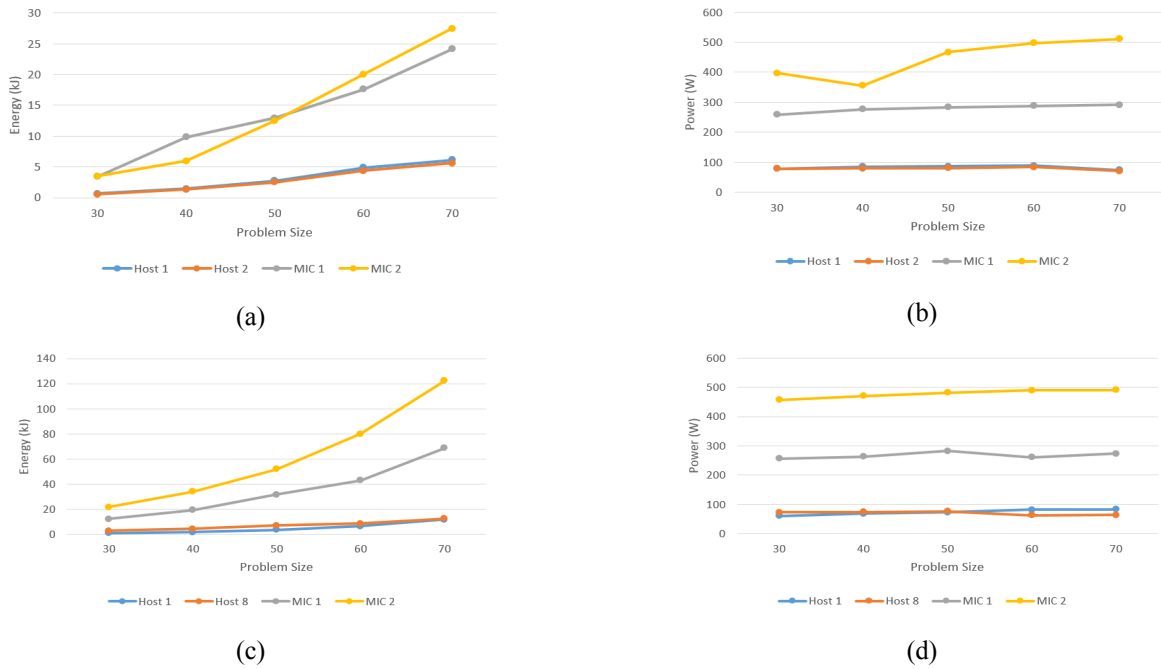 30
25
20
15
10
5
0
Energy (kJ)
30 40 50 60 70
Problem Size
Host 1 Host 2 MIC 1 MIC 2
(a)
600
500
400
300
200
100
0
Power (W)
30 40 50 60 70
Problem Size
Host 1 Host 2 MIC 1 MIC 2
(b)
140
120
100
80
60
40
20
0
Energy (kJ)
30 40 50 60 70
Problem Size
Host 1 Host 8 MIC 1 MIC 2
(c)
600
500
400
300
200
100
0
Power (W)
30 40 50 60 70
Problem Size
Host 1 Host 8 MIC 1 MIC 2
(d)